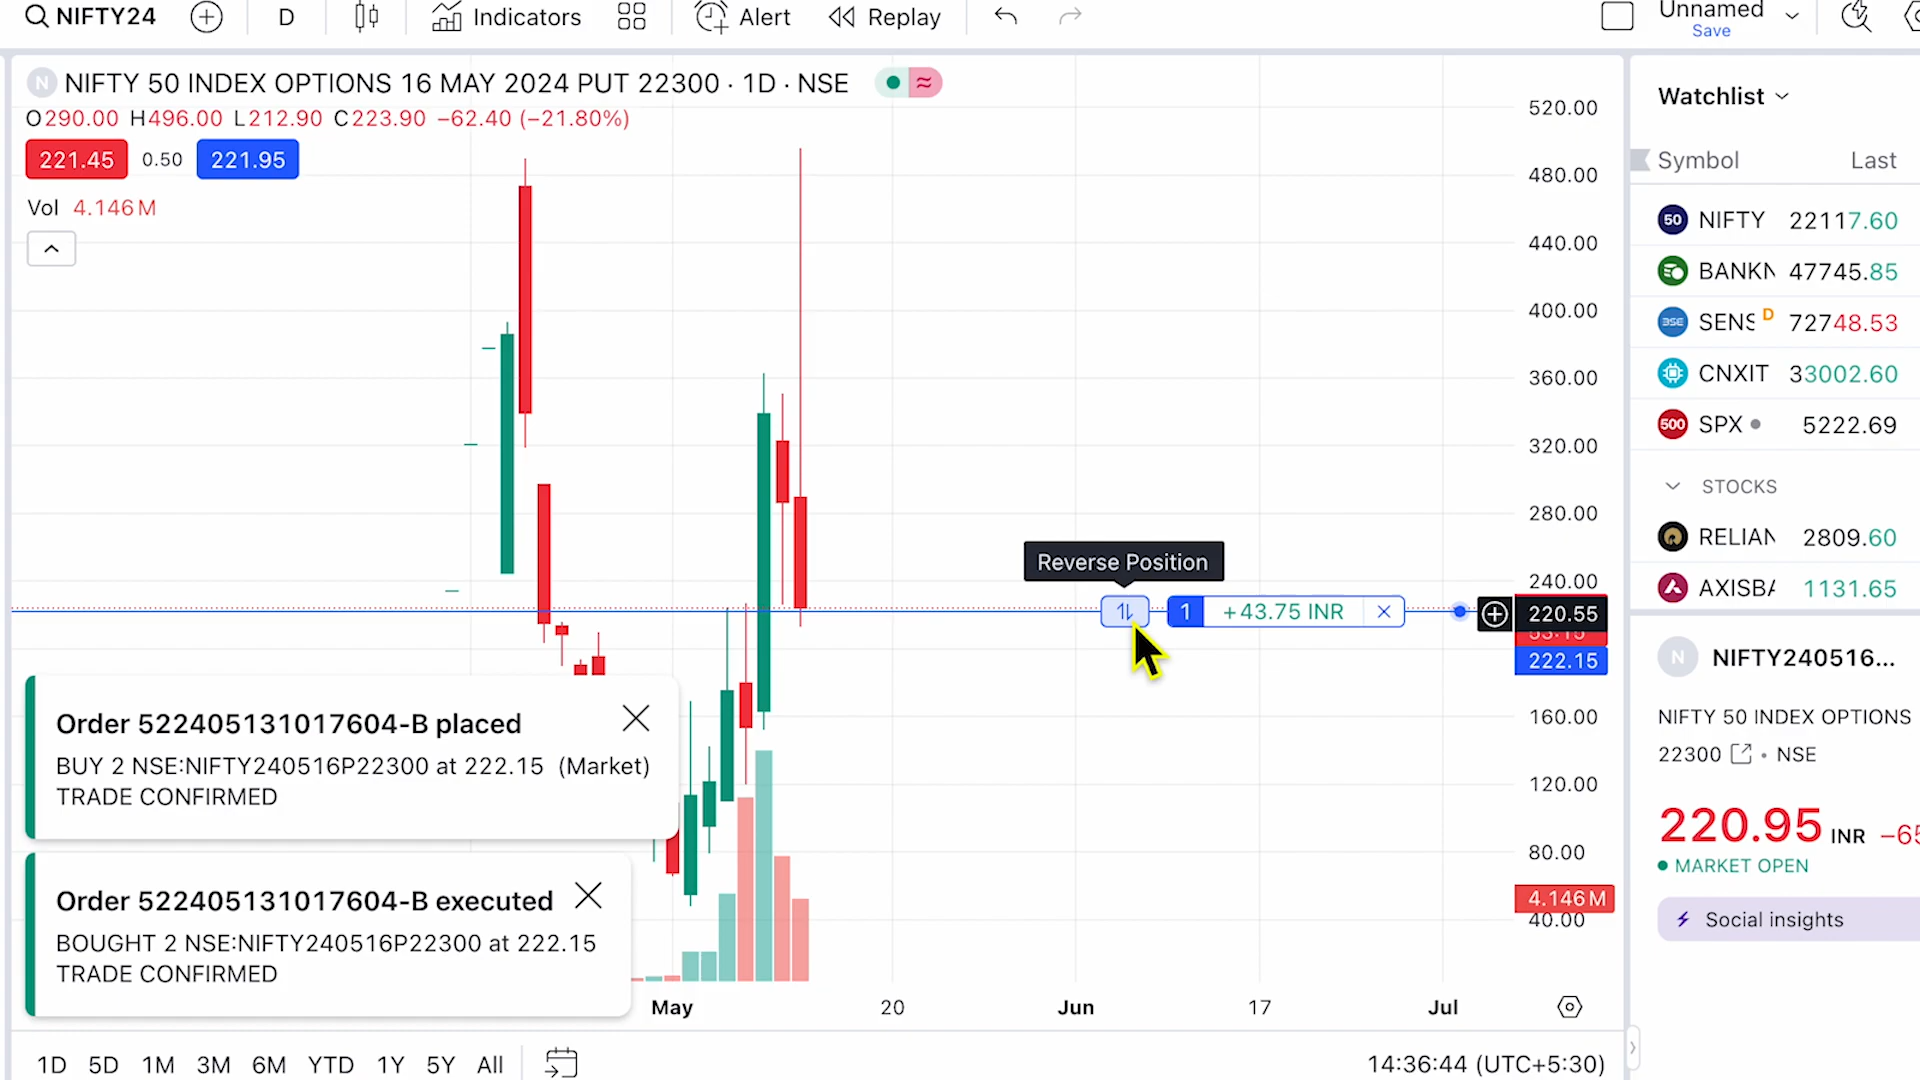 NIFTY24
D
Indicators
Alert
Replay
Unnamed
Save
N NIFTY 50 INDEX OPTIONS 16 MAY 2024 PUT 22300 · 1D · NSE
O290.00 H496.00 L212.90 C223.90 −62.40 (−21.80%)
221.45 0.50 221.95
Vol 4.146 M
520.00
480.00
440.00
400.00
360.00
320.00
280.00
240.00
220.55
222.15
160.00
120.00
80.00
4.146 M
40.00
Reverse Position
1 +43.75 INR
Order 522405131017604-B placed
BUY 2 NSE:NIFTY240516P22300 at 222.15 (Market)
TRADE CONFIRMED
Order 522405131017604-B executed
BOUGHT 2 NSE:NIFTY240516P22300 at 222.15
TRADE CONFIRMED
May 20 Jun 17 Jul
1D 5D 1M 3M 6M YTD 1Y 5Y All
14:36:44 (UTC+5:30)
Watchlist
Symbol Last
50 NIFTY 22117.60
BANKN 47745.85
BSE SENS D 72748.53
CNXIT 33002.60
500 SPX 5222.69
STOCKS
RELIAN 2809.60
AXISBA 1131.65
N NIFTY240516...
NIFTY 50 INDEX OPTIONS
22300 • NSE
220.95 INR −65
MARKET OPEN
Social insights